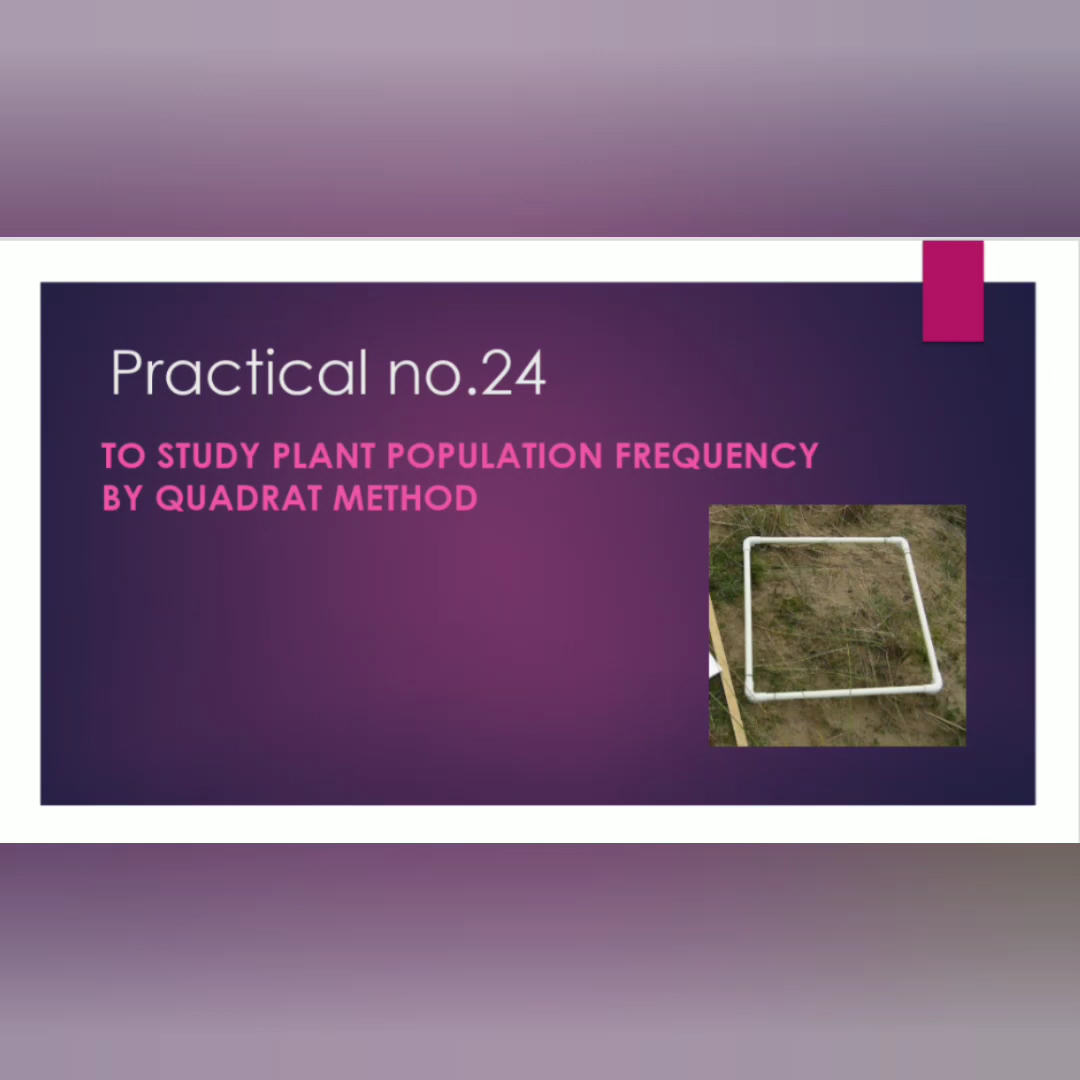 Practical no.24
TO STUDY PLANT POPULATION FREQUENCY
BY QUADRAT METHOD